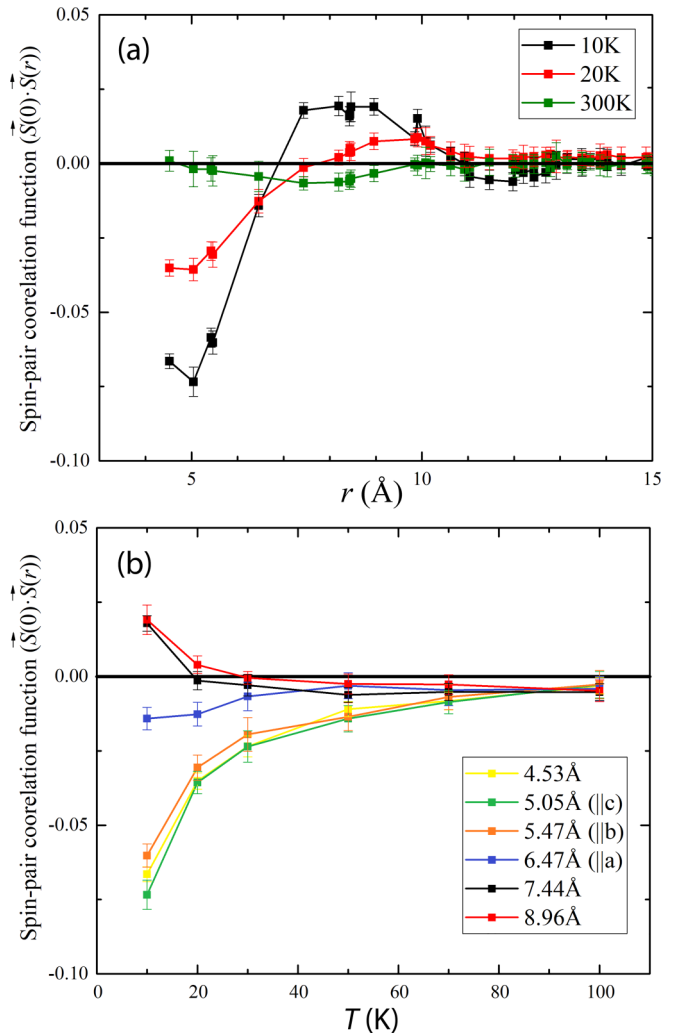 (a)
10K
20K
300K
Spin-pair coorelation function (S(0)·S(r))
0.05
0.00
-0.05
-0.10
5
10
15
r (Å)
(b)
Spin-pair coorelation function (S(0)·S(r))
0.05
0.00
-0.05
-0.10
4.53Å
5.05Å (||c)
5.47Å (||b)
6.47Å (||a)
7.44Å
8.96Å
0
20
40
60
80
100
T (K)